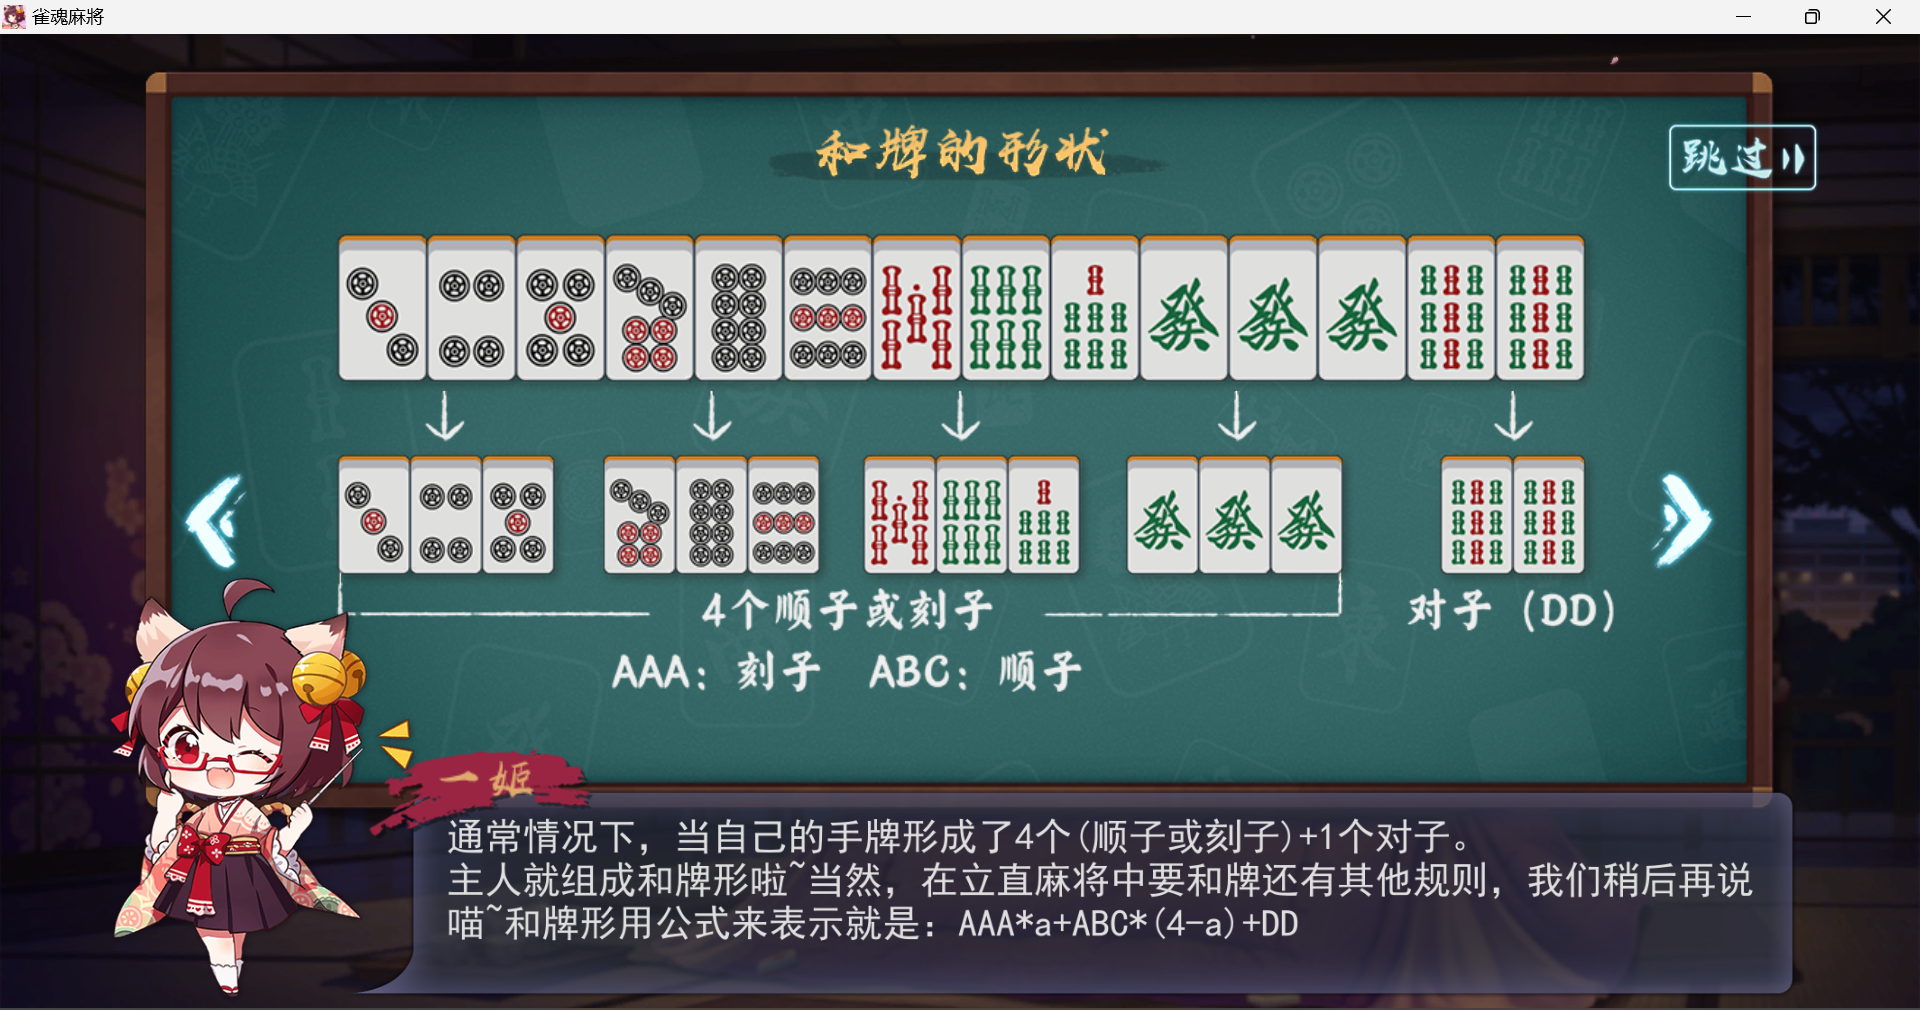 雀魂麻將
和牌的形状
跳过
發 發 發
發 發 發
4个顺子或刻子
对子（DD）
AAA：刻子 ABC：顺子
一姬
通常情况下，当自己的手牌形成了4个(顺子或刻子)+1个对子。
主人就组成和牌形啦~当然，在立直麻将中要和牌还有其他规则，我们稍后再说
喵~和牌形用公式来表示就是：AAA*a+ABC*(4-a)+DD